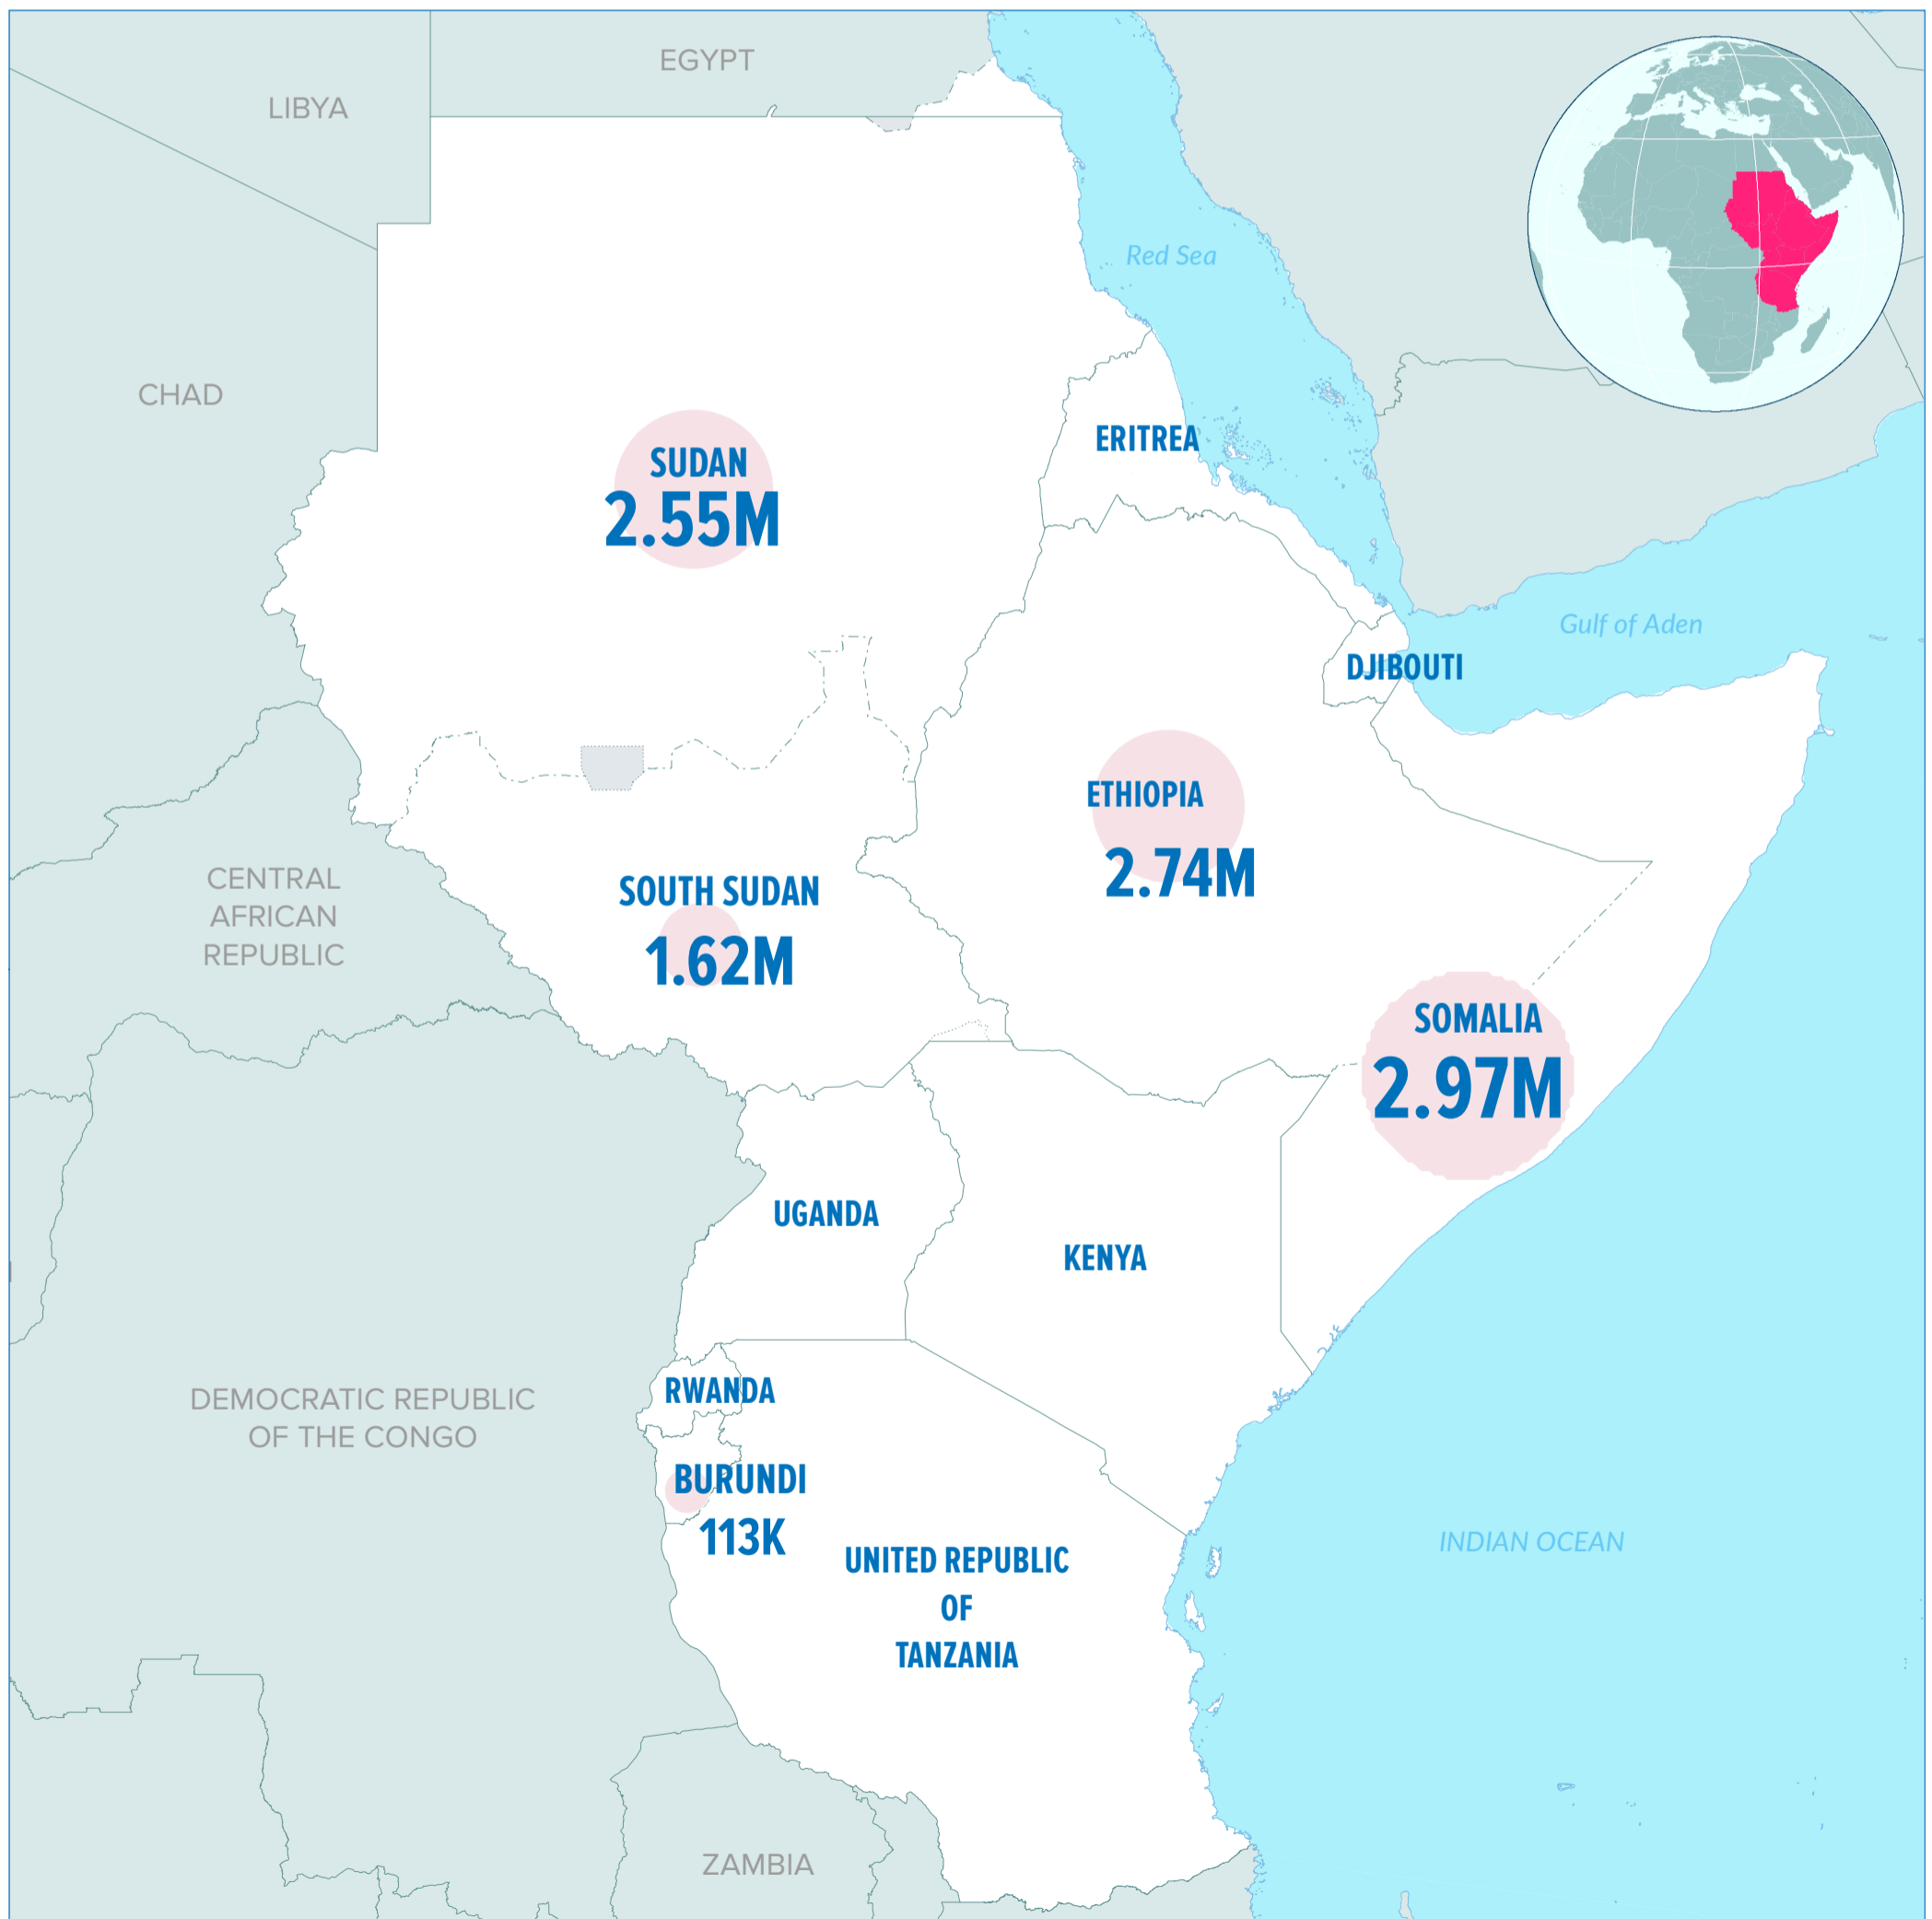 EGYPT
LIBYA
Red Sea
CHAD
ERITREA
SUDAN
2.55M
Gulf of Aden
DJIBOUTI
ETHIOPIA
2.74M
CENTRAL
AFRICAN
REPUBLIC
SOUTH SUDAN
1.62M
SOMALIA
2.97M
UGANDA
KENYA
RWANDA
DEMOCRATIC REPUBLIC
OF THE CONGO
BURUNDI
113K
UNITED REPUBLIC
OF
TANZANIA
INDIAN OCEAN
ZAMBIA